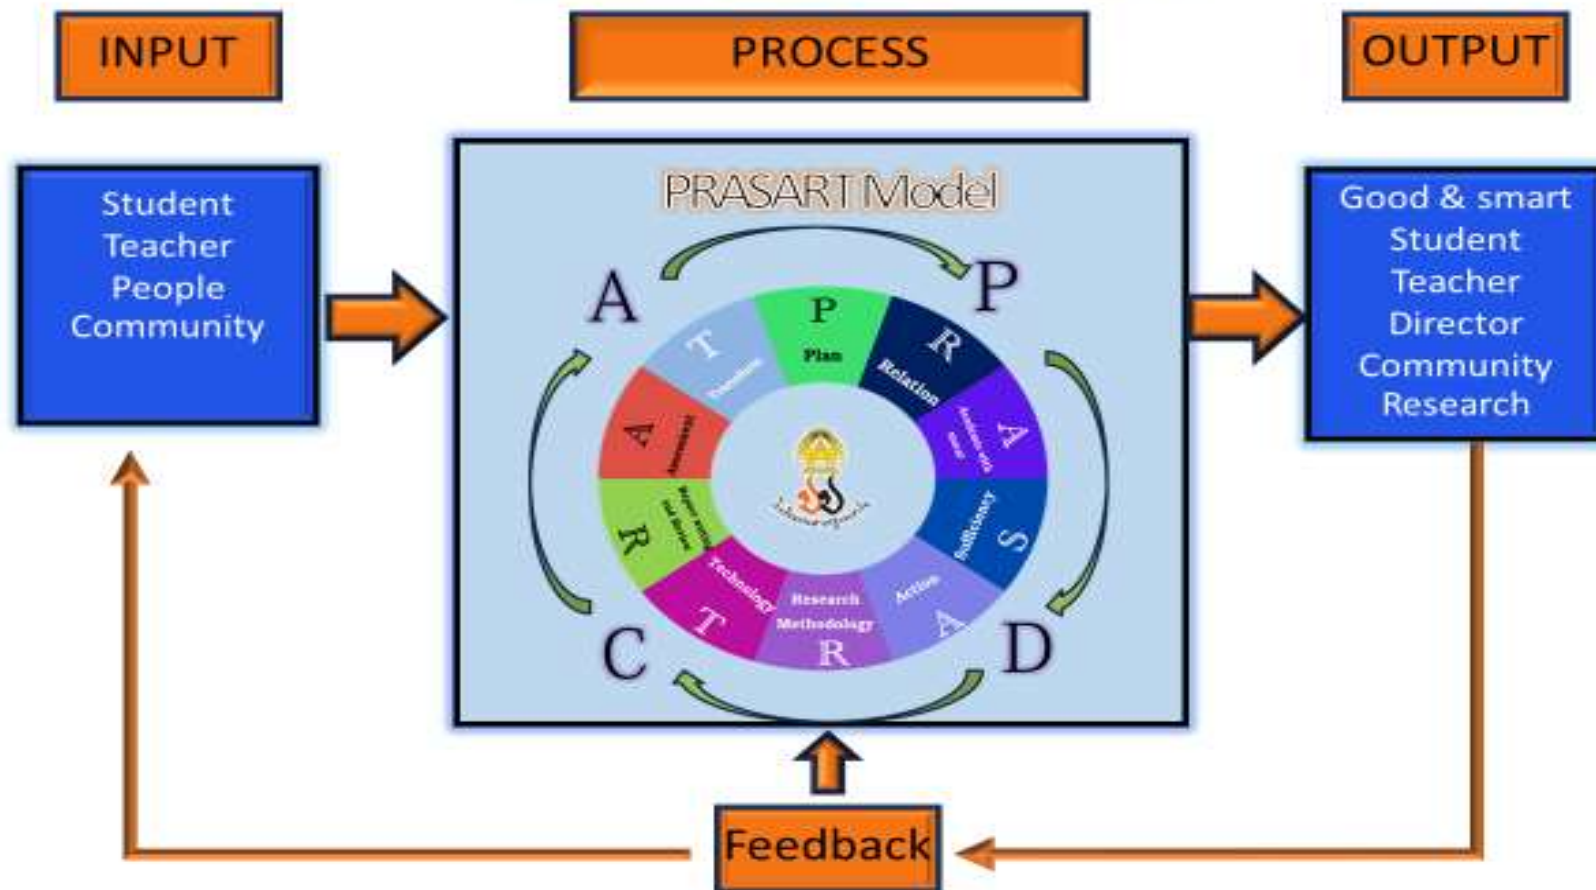 INPUT
PROCESS
OUTPUT
Student
Teacher
People
Community
PRASART Model
A
P
D
C
P
Plan
R
Relation
A
S
Sufficiency
A
Action
Research
Methodology
R
Technology
T
R
A
Assessment
T
Good & smart
Student
Teacher
Director
Community
Research
Feedback